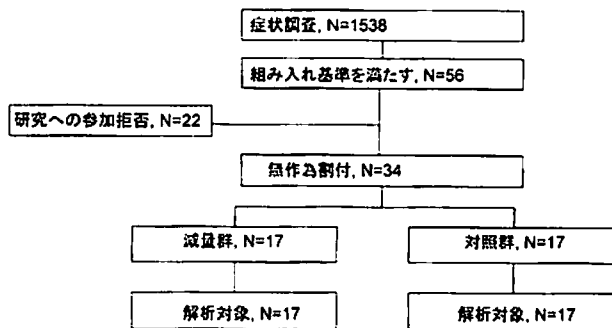 症状調査, N=1538
組み入れ基準を満たす, N=56
研究への参加拒否, N=22
無作為割付, N=34
減量群, N=17
対照群, N=17
解析対象, N=17
解析対象, N=17